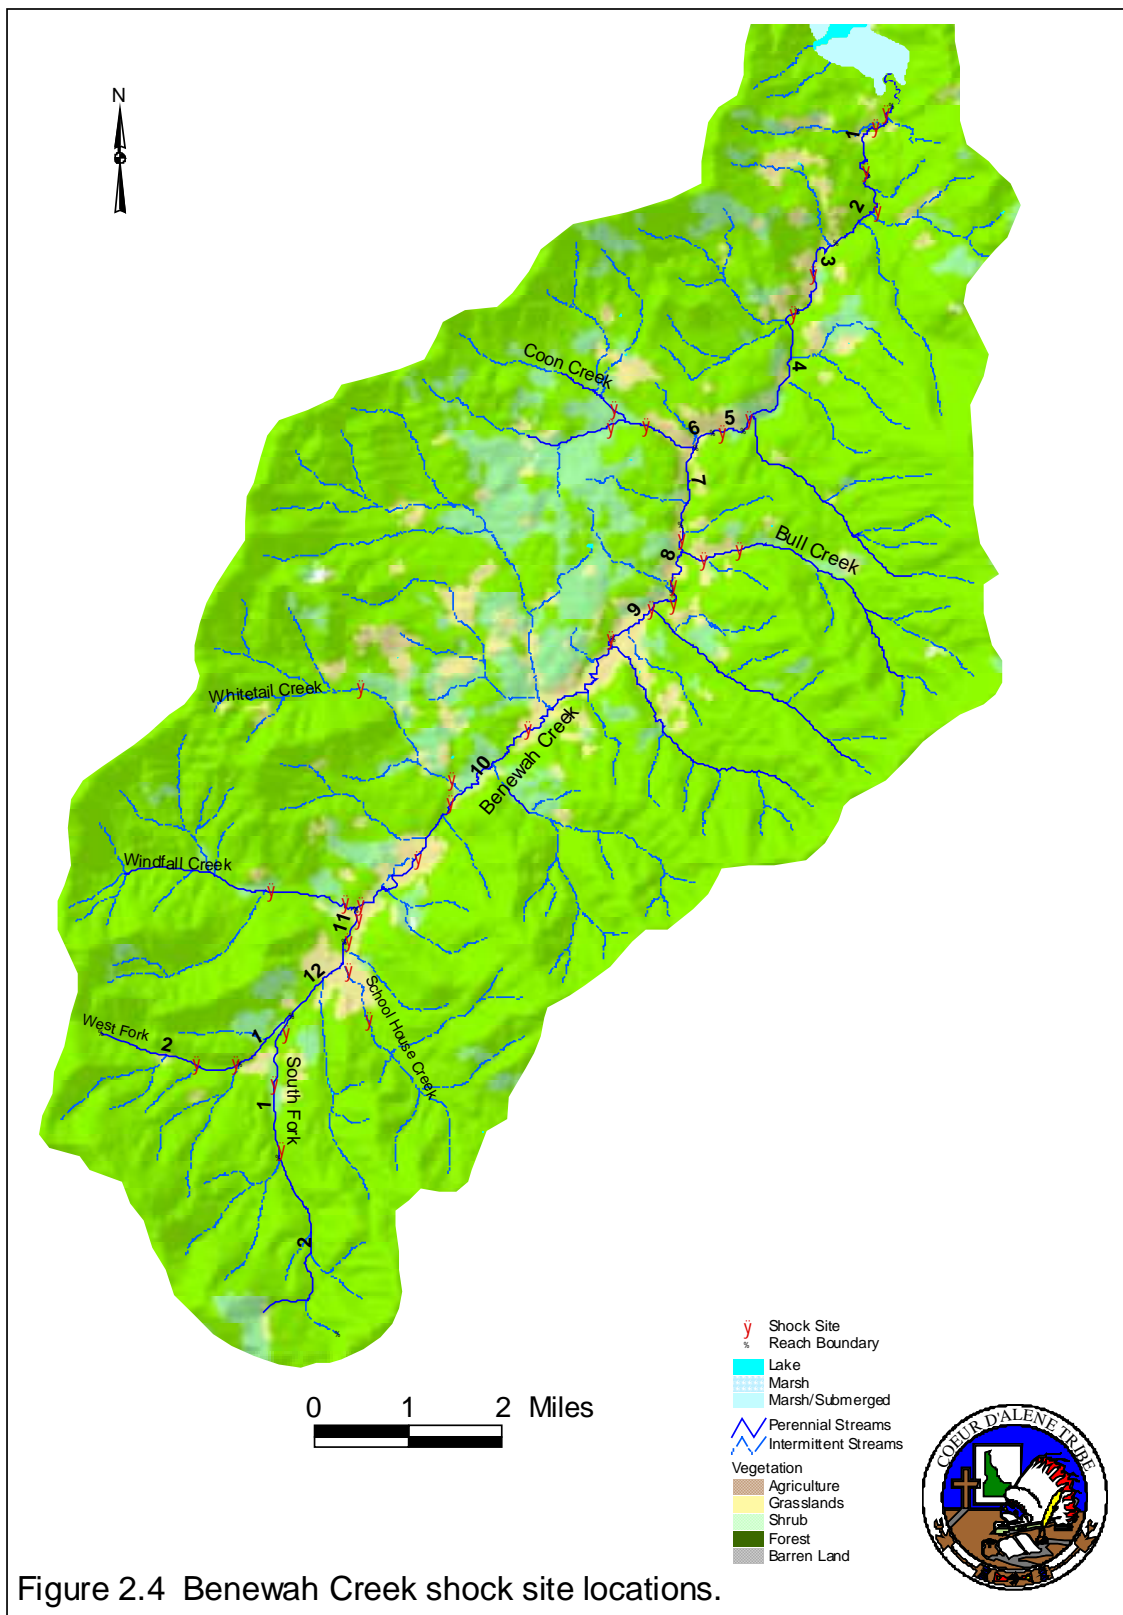 N
1
2
3
4
Coon Creek
5
6
7
Bull Creek
8
9
Whitetail Creek
10
Benewah Creek
Windfall Creek
11
12
School House Creek
West Fork
2
1
South Fork
1
2
0 1 2 Miles
ÿ Shock Site
% Reach Boundary
Lake
Marsh
Marsh/Submerged
Perennial Streams
Intermittent Streams
Vegetation
Agriculture
Grasslands
Shrub
Forest
Barren Land
COEUR D'ALENE TRIBE
Figure 2.4 Benewah Creek shock site locations.